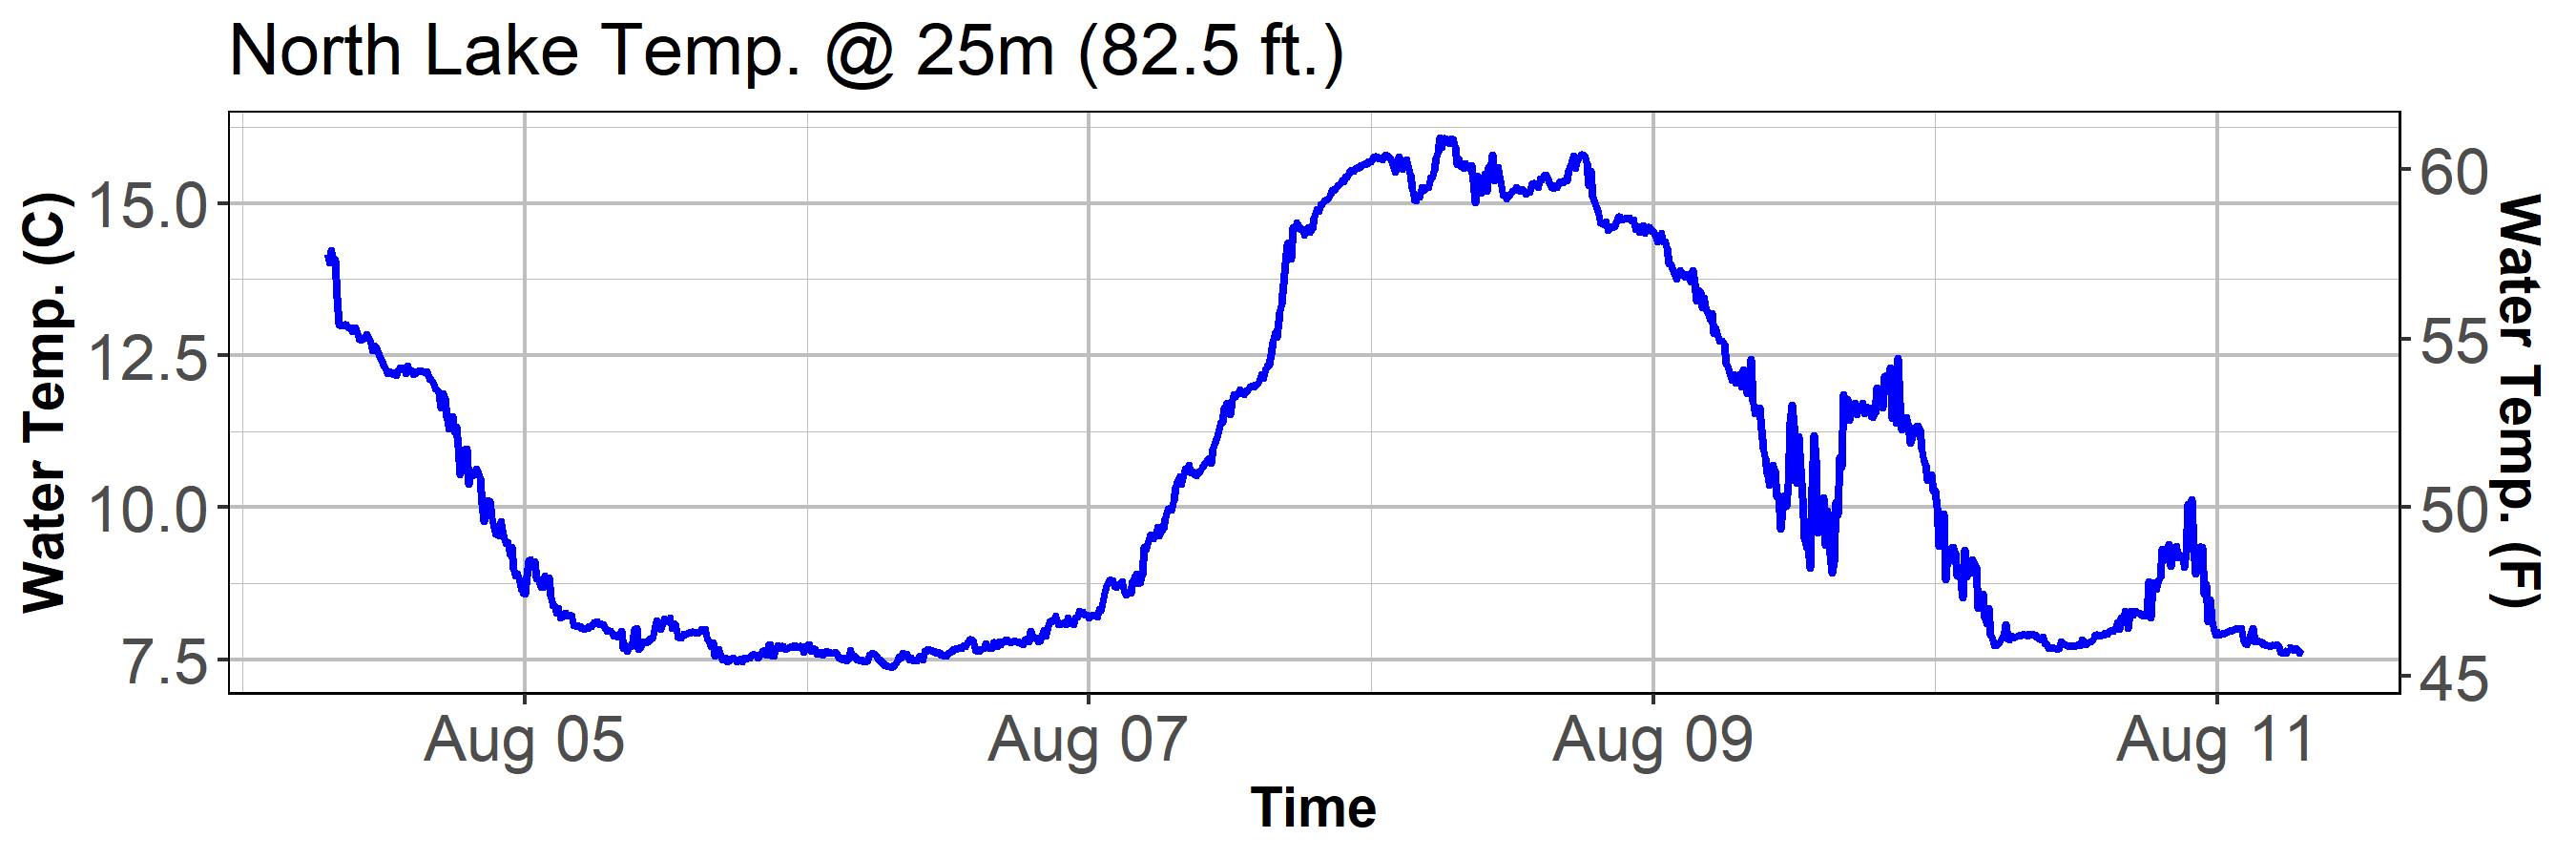 North Lake Temp. @ 25m (82.5 ft.)
Water Temp. (C)
15.0
12.5
10.0
7.5
60
55
50
45
Water Temp. (F)
Aug 05
Aug 07
Aug 09
Aug 11
Time